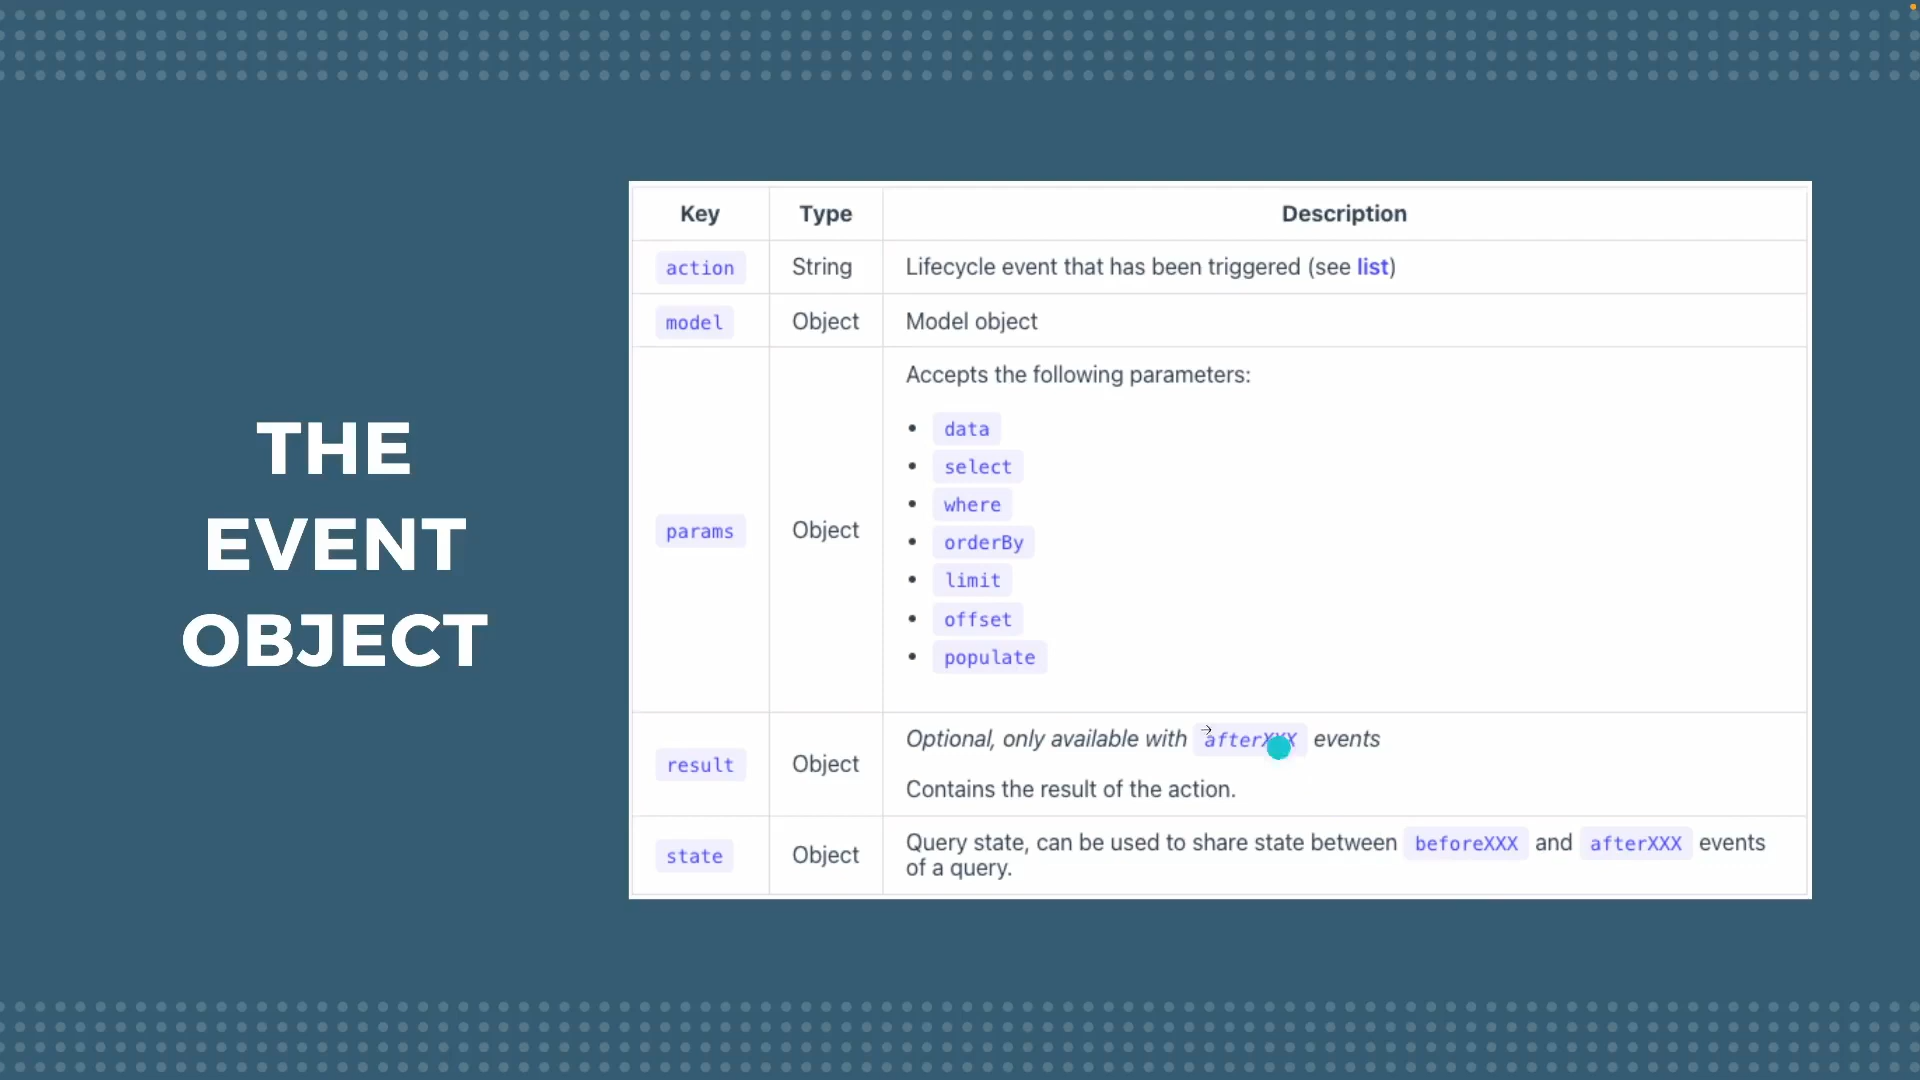 THE
EVENT
OBJECT
Key Type Description
action String Lifecycle event that has been triggered (see list)
model Object Model object
params Object Accepts the following parameters:
• data
• select
• where
• orderBy
• limit
• offset
• populate
result Object Optional, only available with afterXXX events
Contains the result of the action.
state Object Query state, can be used to share state between beforeXXX and afterXXX events
of a query.